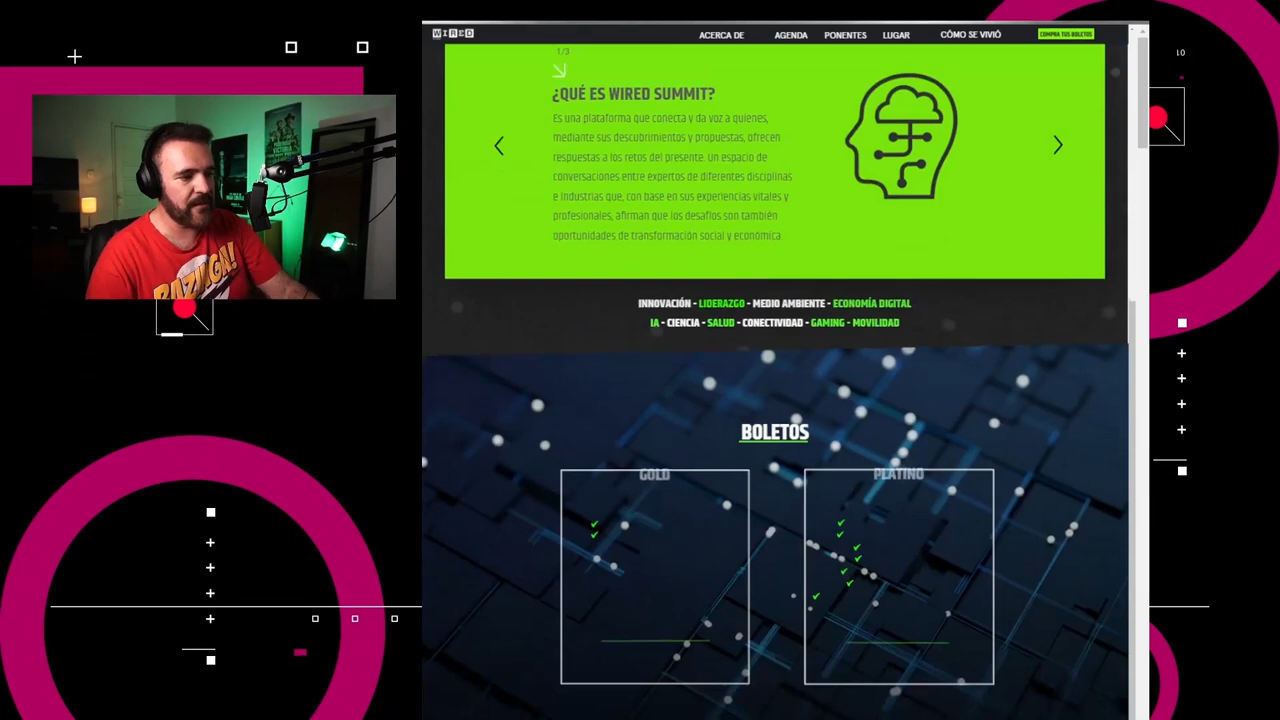 WIRED
ACERCA DE AGENDA PONENTES LUGAR CÓMO SE VIVIÓ COMPRA TUS BOLETOS
1/3
¿QUÉ ES WIRED SUMMIT?
Es una plataforma que conecta y da voz a quienes,
mediante sus descubrimientos y propuestas, ofrecen
respuestas a los retos del presente. Un espacio de
conversaciones entre expertos de diferentes disciplinas
e industrias que, con base en sus experiencias vitales y
profesionales, afirman que los desafíos son también
oportunidades de transformación social y económica.
INNOVACIÓN - LIDERAZGO - MEDIO AMBIENTE - ECONOMÍA DIGITAL
IA - CIENCIA - SALUD - CONECTIVIDAD - GAMING - MOVILIDAD
BOLETOS
GOLD PLATINO
BAZINGA!